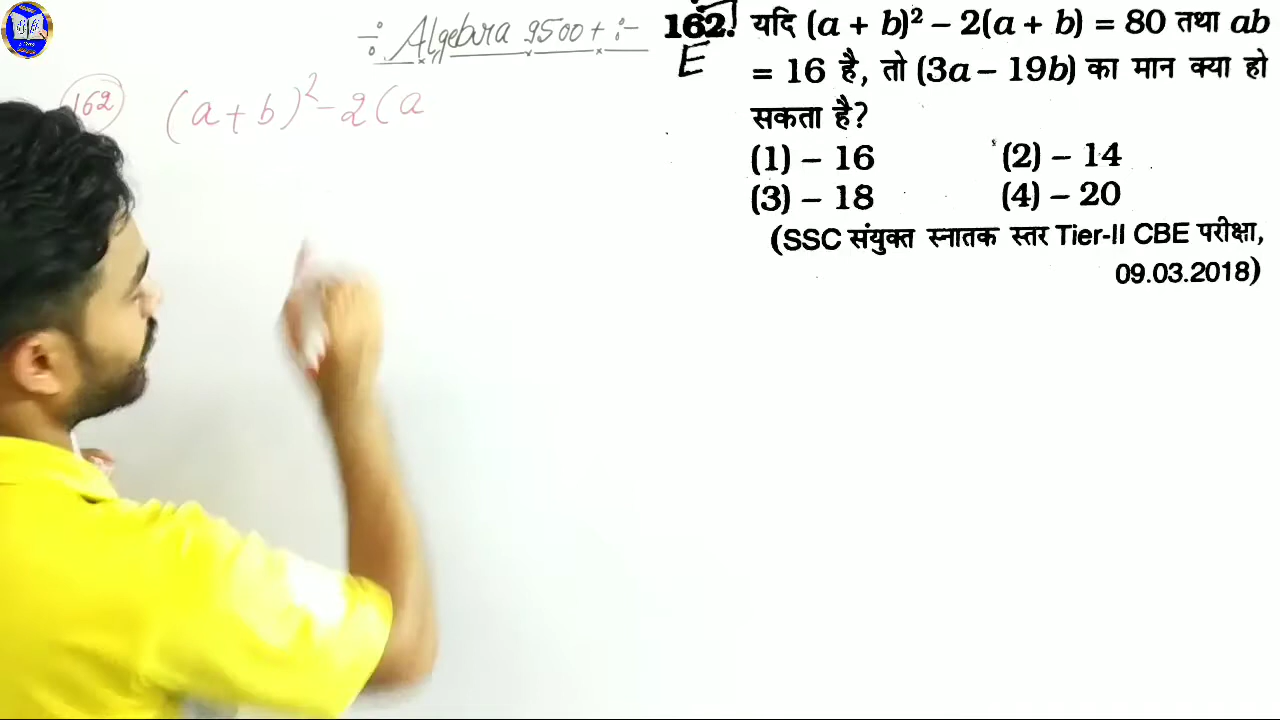 ÷ Algebra 9500+ :-
162 (a + b)² - 2(a
162. यदि (a + b)² – 2(a + b) = 80 तथा ab
E = 16 है, तो (3a – 19b) का मान क्या हो
सकता है?
(1) – 16 (2) – 14
(3) – 18 (4) – 20
(SSC संयुक्त स्नातक स्तर Tier-II CBE परीक्षा,
09.03.2018)